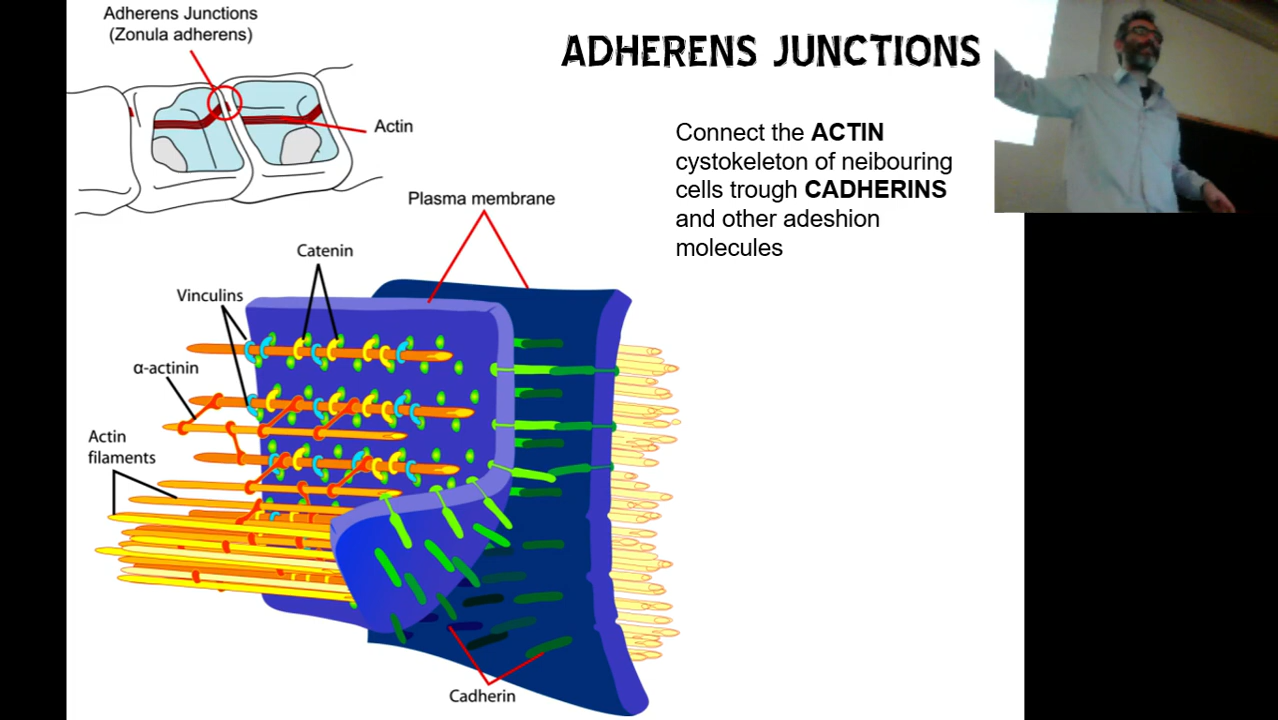 Adherens Junctions
(Zonula adherens)
ADHERENS JUNCTIONS
Actin
Connect the ACTIN
cystokeleton of neibouring
cells trough CADHERINS
and other adeshion
molecules
Plasma membrane
Catenin
Vinculins
α-actinin
Actin
filaments
Cadherin